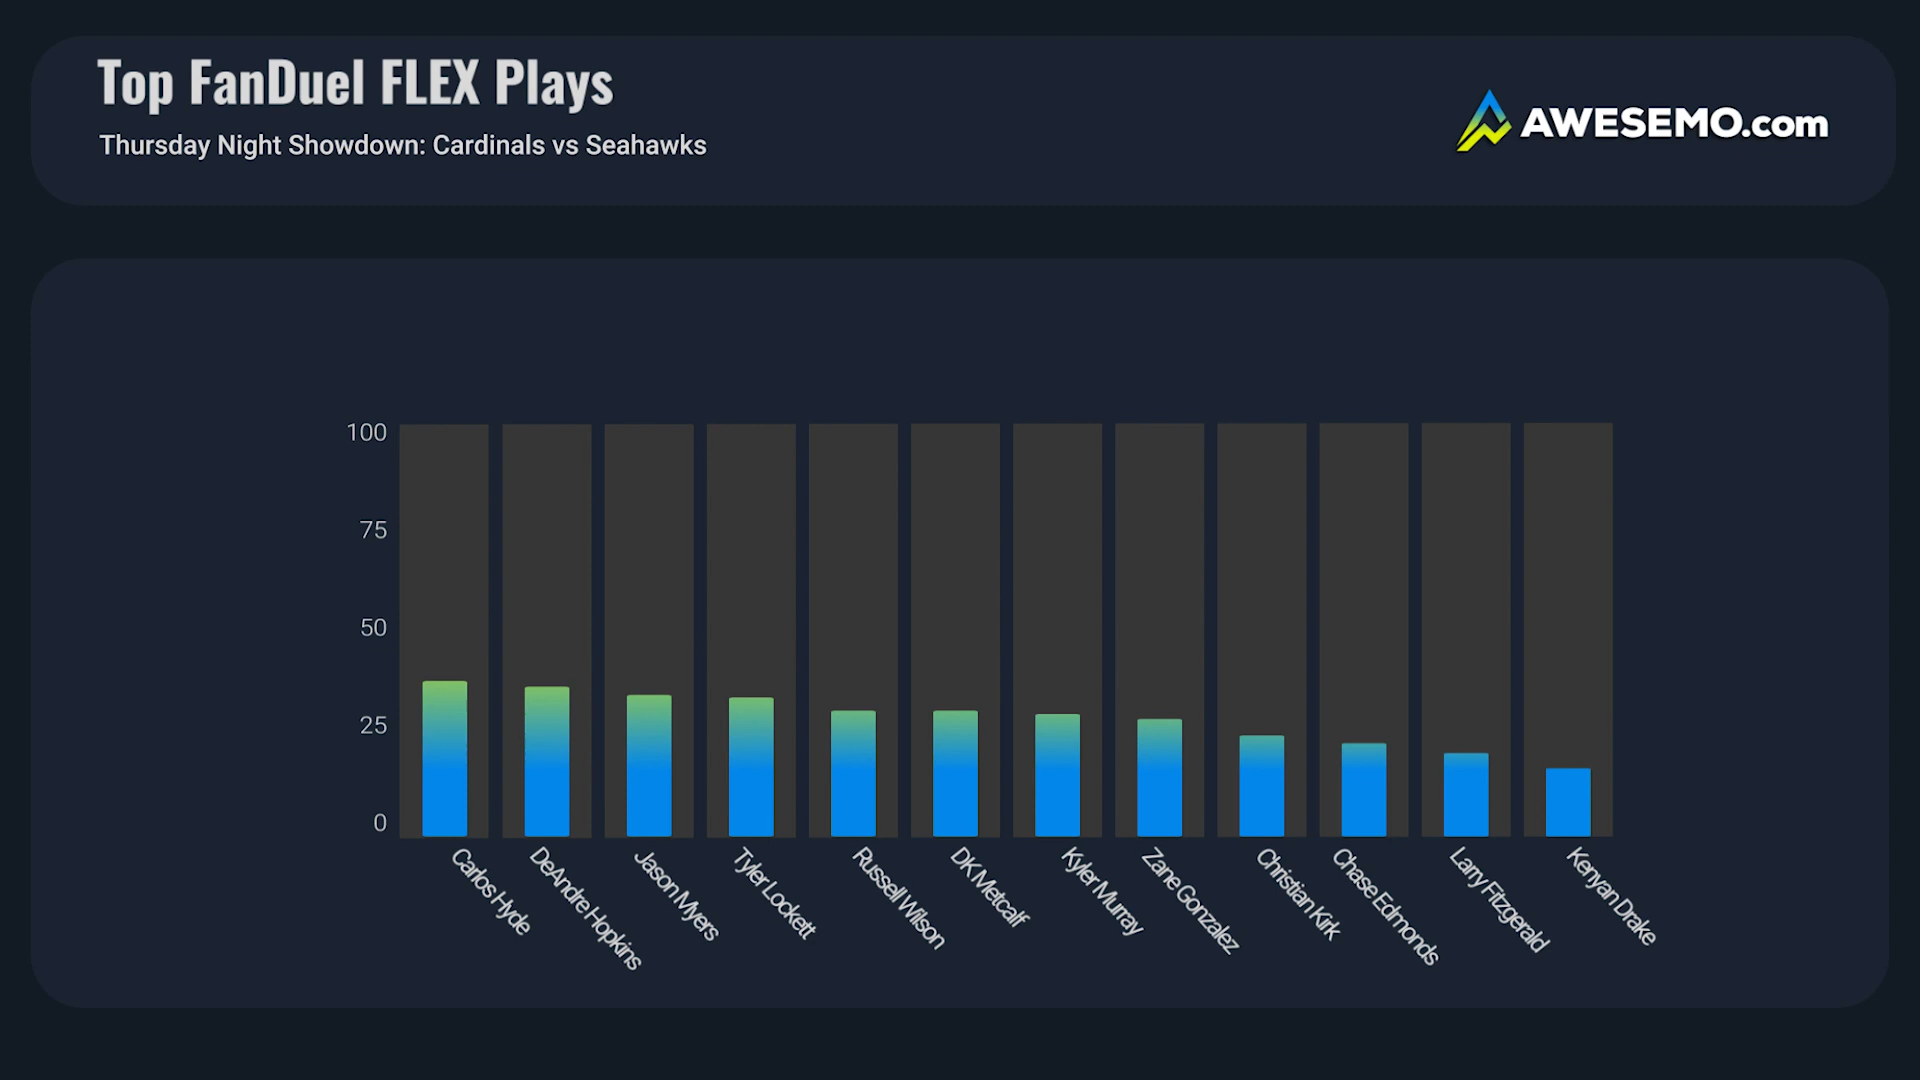 Top FanDuel FLEX Plays
Thursday Night Showdown: Cardinals vs Seahawks
AWESEMO.com
100
75
50
25
0
Carlos Hyde
DeAndre Hopkins
Jason Myers
Tyler Lockett
Russell Wilson
DK Metcalf
Kyler Murray
Zane Gonzalez
Christian Kirk
Chase Edmonds
Larry Fitzgerald
Kenyan Drake